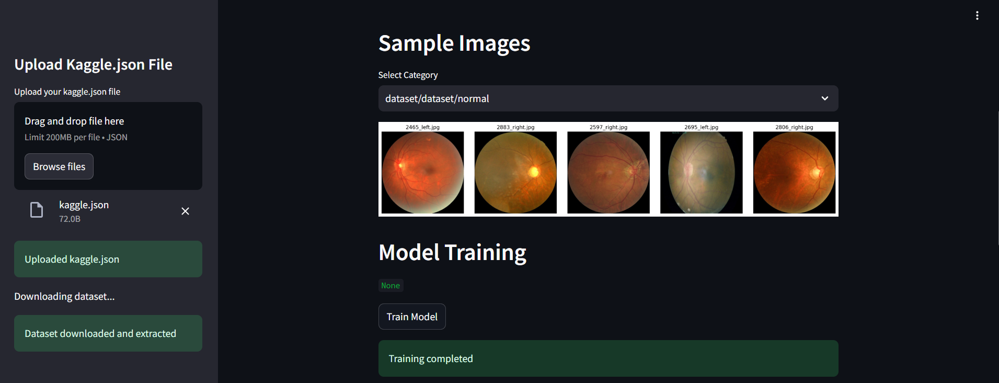 Upload Kaggle.json File
Upload your kaggle.json file
Drag and drop file here
Limit 200MB per file • JSON
Browse files
kaggle.json
72.0B
Uploaded kaggle.json
Downloading dataset...
Dataset downloaded and extracted
Sample Images
Select Category
dataset/dataset/normal
2465_left.jpg 2883_right.jpg 2597_right.jpg 2695_left.jpg 2806_right.jpg
Model Training
None
Train Model
Training completed